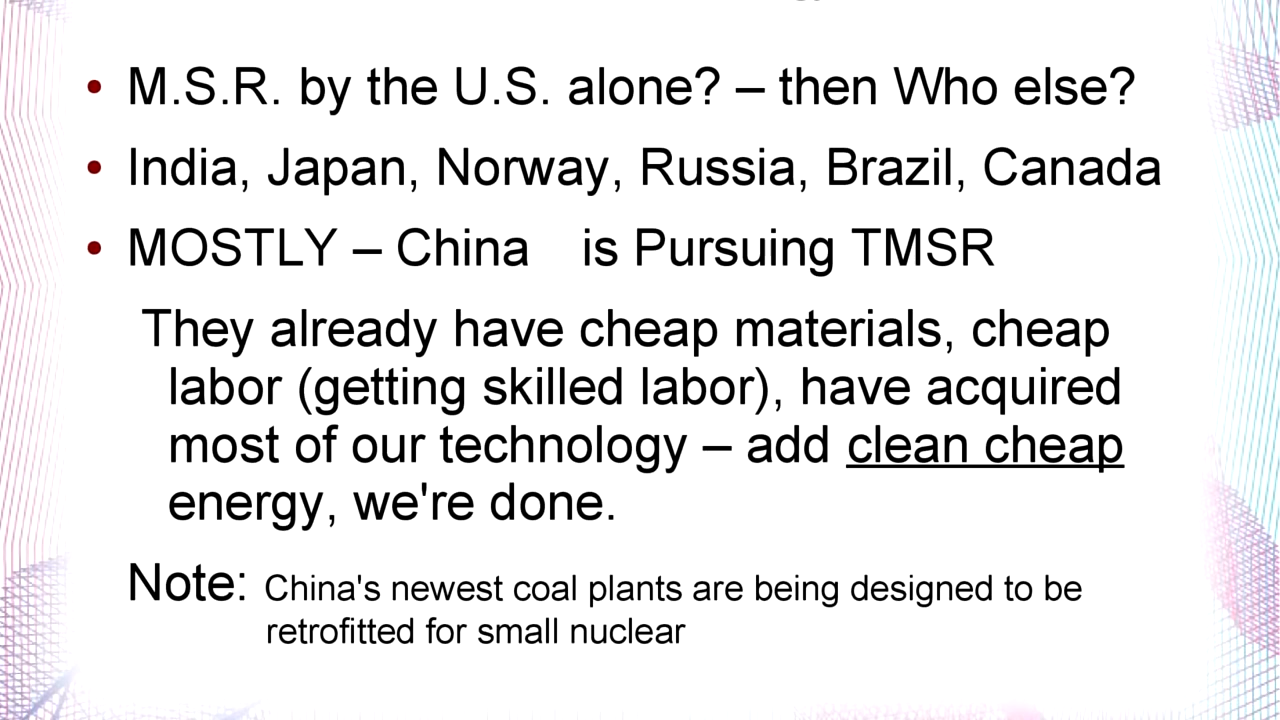 • M.S.R. by the U.S. alone? – then Who else?
• India, Japan, Norway, Russia, Brazil, Canada
• MOSTLY – China is Pursuing TMSR
They already have cheap materials, cheap
labor (getting skilled labor), have acquired
most of our technology – add clean cheap
energy, we're done.
Note: China's newest coal plants are being designed to be
retrofitted for small nuclear